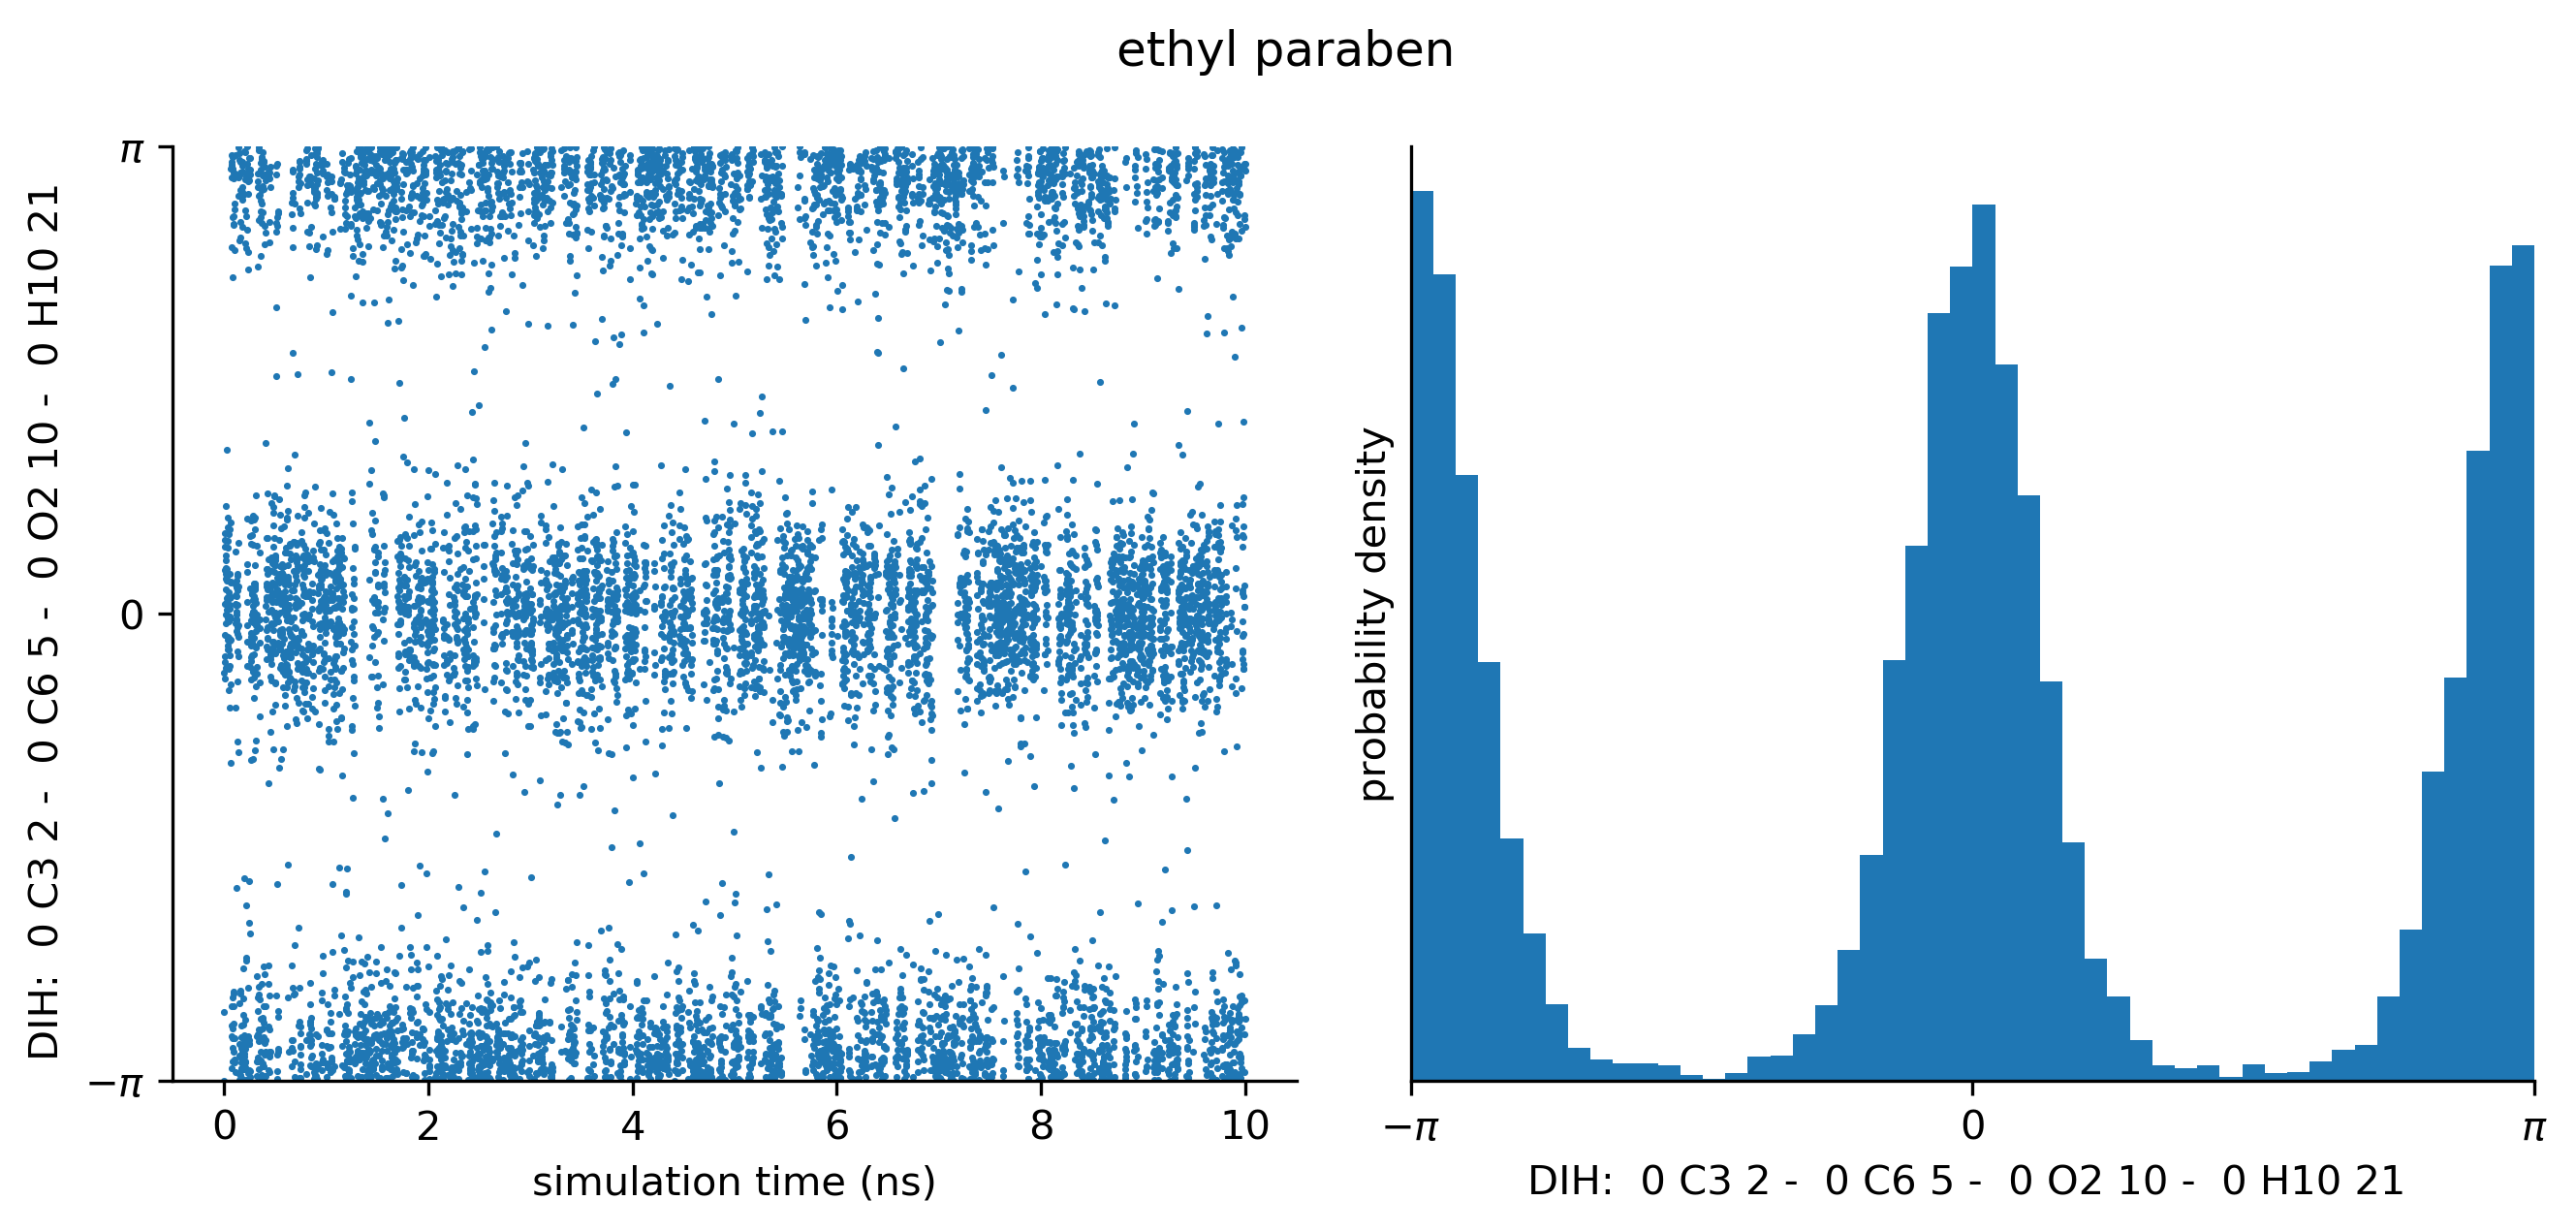 ethyl paraben
π
0
−π
DIH:  0 C3 2 -  0 C6 5 -  0 O2 10 -  0 H10 21
0 2 4 6 8 10
simulation time (ns)
probability density
−π 0 π
DIH:  0 C3 2 -  0 C6 5 -  0 O2 10 -  0 H10 21